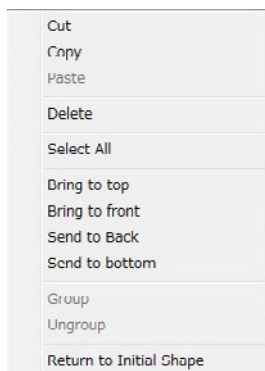 Cut
Copy
Paste
Delete
Select All
Bring to top
Bring to front
Send to Back
Send to bottom
Group
Ungroup
Return to Initial Shape